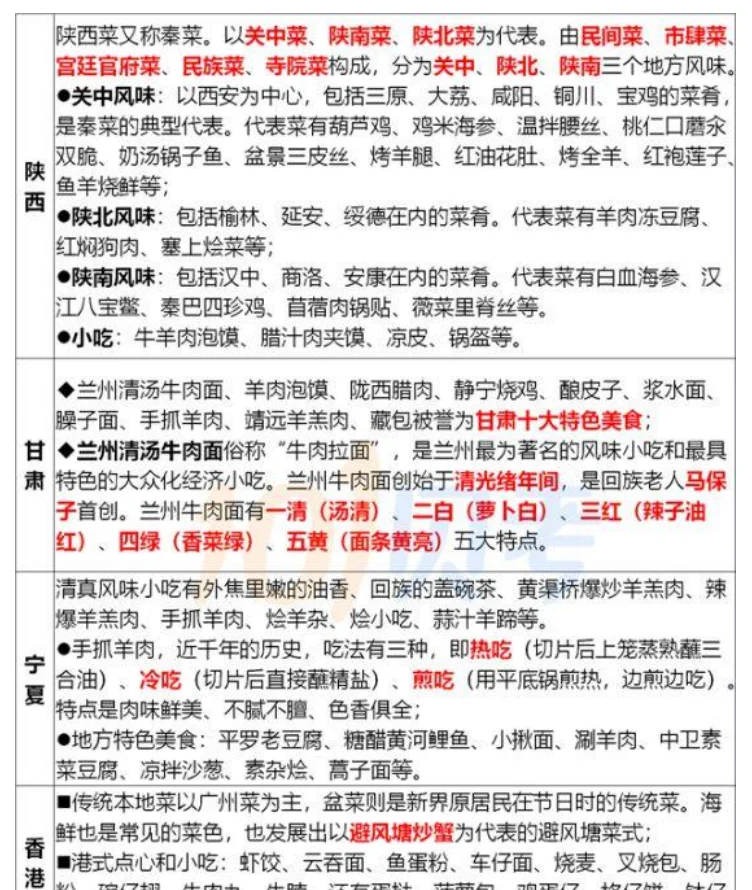 陕西菜又称秦菜。以关中菜、陕南菜、陕北菜为代表。由民间菜、市肆菜、
宫廷官府菜、民族菜、寺院菜构成，分为关中、陕北、陕南三个地方风味。
●关中风味：以西安为中心，包括三原、大荔、咸阳、铜川、宝鸡的菜肴，
是秦菜的典型代表。代表菜有葫芦鸡、鸡米海参、温拌腰丝、桃仁口蘑氽
双脆、奶汤锅子鱼、盆景三皮丝、烤羊腿、红油花肚、烤全羊、红袍莲子、
鱼羊烧鲜等；
●陕北风味：包括榆林、延安、绥德在内的菜肴。代表菜有羊肉冻豆腐、
红焖狗肉、塞上烩菜等；
●陕南风味：包括汉中、商洛、安康在内的菜肴。代表菜有白血海参、汉
江八宝鳖、秦巴四珍鸡、苜蓿肉锅贴、薇菜里脊丝等。
●小吃：牛羊肉泡馍、腊汁肉夹馍、凉皮、锅盔等。
陕西
◆兰州清汤牛肉面、羊肉泡馍、陇西腊肉、静宁烧鸡、酿皮子、浆水面、
臊子面、手抓羊肉、靖远羊羔肉、藏包被誉为甘肃十大特色美食；
◆兰州清汤牛肉面俗称“牛肉拉面”，是兰州最为著名的风味小吃和最具
特色的大众化经济小吃。兰州牛肉面创始于清光绪年间，是回族老人马保
子首创。兰州牛肉面有一清（汤清）、二白（萝卜白）、三红（辣子油
红）、四绿（香菜绿）、五黄（面条黄亮）五大特点。
甘肃
清真风味小吃有外焦里嫩的油香、回族的盖碗茶、黄渠桥爆炒羊羔肉、辣
爆羊羔肉、手抓羊肉、烩羊杂、烩小吃、蒜汁羊蹄等。
●手抓羊肉，近千年的历史，吃法有三种，即热吃（切片后上笼蒸熟蘸三
合油）、冷吃（切片后直接蘸精盐）、煎吃（用平底锅煎热，边煎边吃）。
特点是肉味鲜美、不腻不膻、色香俱全；
●地方特色美食：平罗老豆腐、糖醋黄河鲤鱼、小揪面、涮羊肉、中卫素
菜豆腐、凉拌沙葱、素杂烩、蒿子面等。
宁夏
■传统本地菜以广州菜为主，盆菜则是新界原居民在节日时的传统菜。海
鲜也是常见的菜色，也发展出以避风塘炒蟹为代表的避风塘菜式；
■港式点心和小吃：虾饺、云吞面、鱼蛋粉、车仔面、烧麦、叉烧包、肠
香港